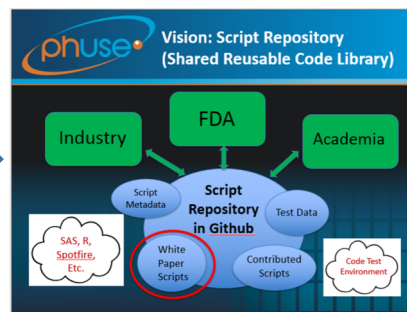 phuse
Vision: Script Repository
(Shared Reusable Code Library)
FDA
Industry
Academia
Script
Metadata
Script
Repository
in Github
Test Data
White
Paper
Scripts
Contributed
Scripts
SAS, R,
Spotfire,
Etc.
Code Test
Environment